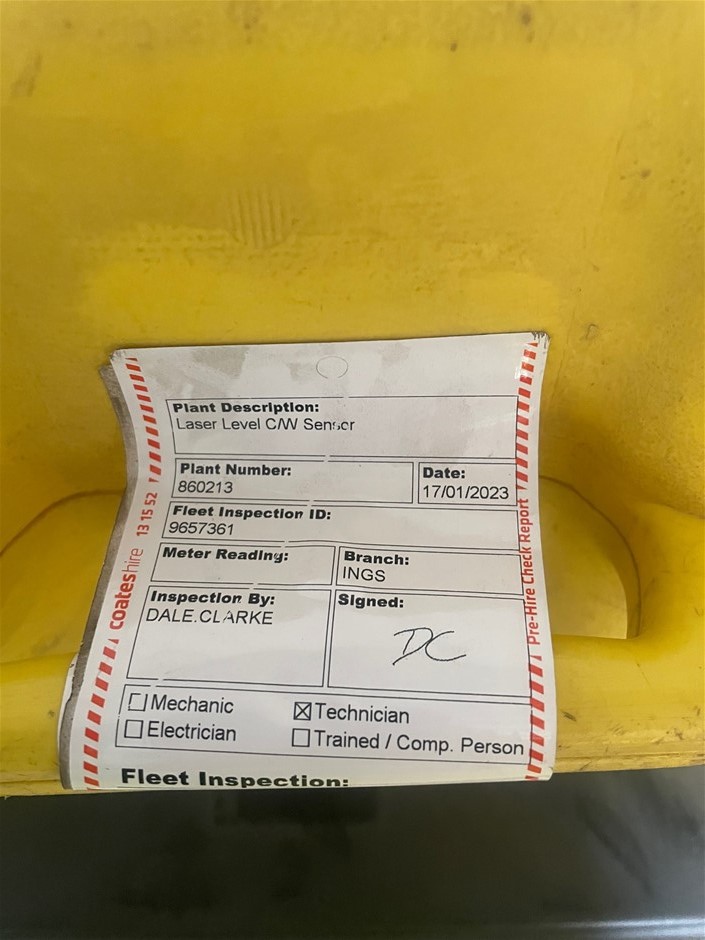 Plant Description:
Laser Level C/W Sensor
Plant Number:
860213
Date:
17/01/2023
Fleet Inspection ID:
9657361
Meter Reading:
Branch:
INGS
Inspection By:
DALE.CLARKE
Signed:
DC
Mechanic
Technician
Electrician
Trained / Comp. Person
Fleet Inspection:
coateshire 13 15 52
Pre-Hire Check Report